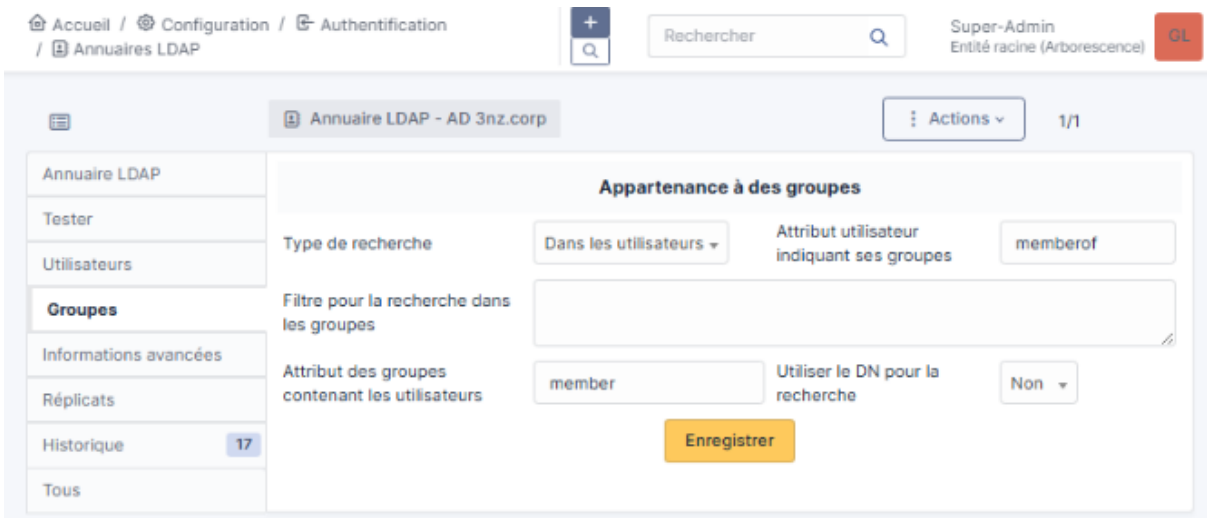 Accueil / Configuration / Authentification
/ Annuaires LDAP
+
Rechercher
Super-Admin
Entité racine (Arborescence)
GL
Annuaire LDAP - AD 3nz.corp
Actions
1/1
Annuaire LDAP
Tester
Utilisateurs
Groupes
Informations avancées
Réplicats
Historique 17
Tous
Appartenance à des groupes
Type de recherche
Dans les utilisateurs
Attribut utilisateur
indiquant ses groupes
memberof
Filtre pour la recherche dans
les groupes
Attribut des groupes
contenant les utilisateurs
member
Utiliser le DN pour la
recherche
Non
Enregistrer